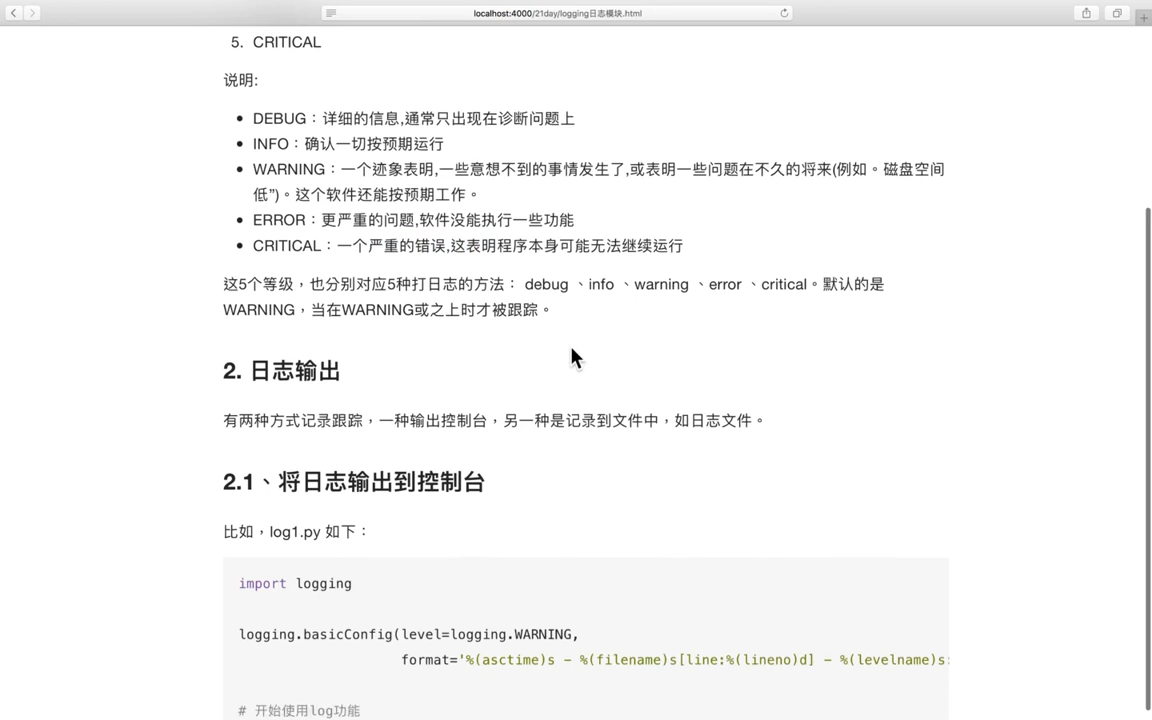 localhost:4000/21day/logging日志模块.html
5. CRITICAL
说明:
• DEBUG：详细的信息,通常只出现在诊断问题上
• INFO：确认一切按预期运行
• WARNING：一个迹象表明,一些意想不到的事情发生了,或表明一些问题在不久的将来(例如。磁盘空间
低”)。这个软件还能按预期工作。
• ERROR：更严重的问题,软件没能执行一些功能
• CRITICAL：一个严重的错误,这表明程序本身可能无法继续运行
这5个等级，也分别对应5种打日志的方法： debug 、info 、warning 、error 、critical。默认的是
WARNING，当在WARNING或之上时才被跟踪。
2. 日志输出
有两种方式记录跟踪，一种输出控制台，另一种是记录到文件中，如日志文件。
2.1、将日志输出到控制台
比如，log1.py 如下：
import logging
logging.basicConfig(level=logging.WARNING,
format='%(asctime)s - %(filename)s[line:%(lineno)d] - %(levelname)s:
# 开始使用log功能